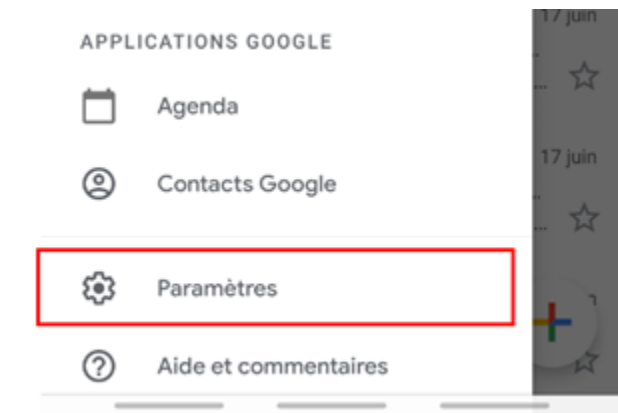 APPLICATIONS GOOGLE
17 juin
...
Agenda
17 juin
Contacts Google
...
Paramètres
Aide et commentaires